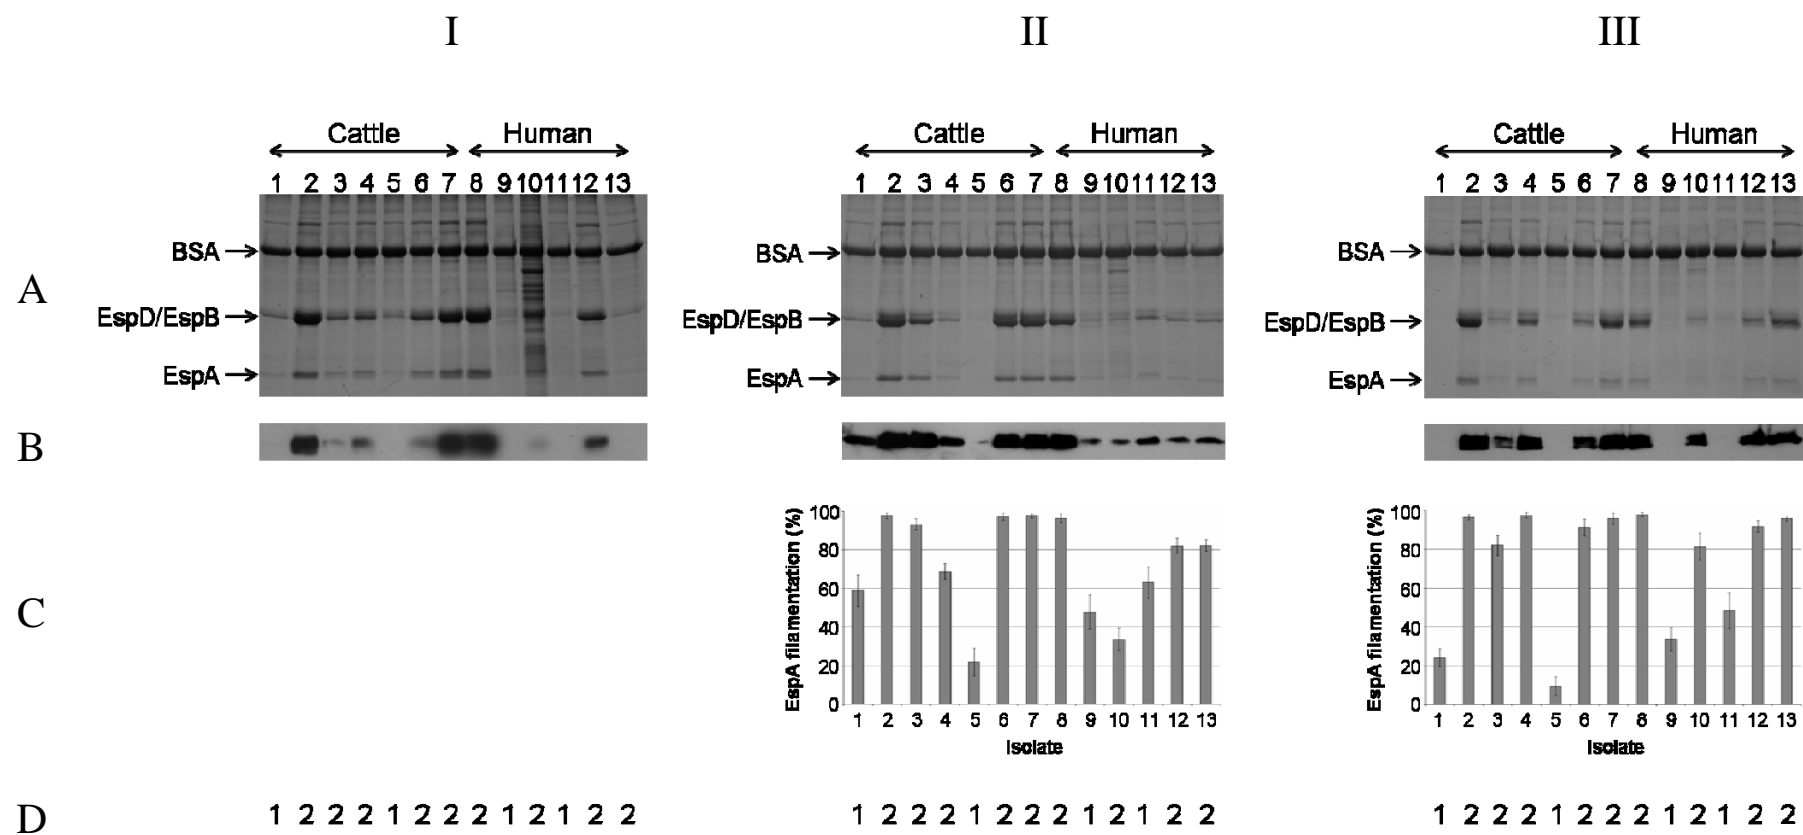 I II III
Cattle Human Cattle Human Cattle Human
1 2 3 4 5 6 7 8 9 10 11 12 13 1 2 3 4 5 6 7 8 9 10 11 12 13 1 2 3 4 5 6 7 8 9 10 11 12 13
BSA BSA BSA
A
EspD/EspB EspD/EspB EspD/EspB
EspA EspA EspA
B
C
EspA filamentation (%)
100
80
60
40
20
0
1 2 3 4 5 6 7 8 9 10 11 12 13
Isolate
EspA filamentation (%)
100
80
60
40
20
0
1 2 3 4 5 6 7 8 9 10 11 12 13
Isolate
D 1 2 2 2 1 2 2 2 1 2 1 2 2 1 2 2 2 1 2 2 2 1 2 1 2 2 1 2 2 2 1 2 2 2 1 2 1 2 2